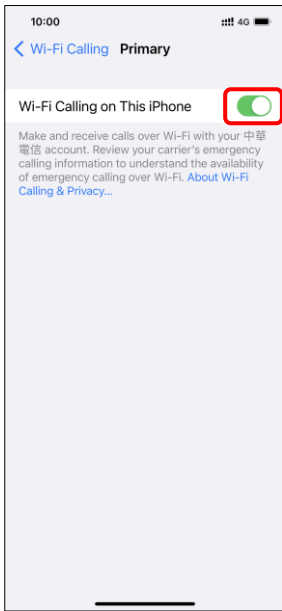 10:00 4G
Wi-Fi Calling Primary
Wi-Fi Calling on This iPhone
Make and receive calls over Wi-Fi with your 中華
電信 account. Review your carrier's emergency
calling information to understand the availability
of emergency calling over Wi-Fi. About Wi-Fi
Calling & Privacy...